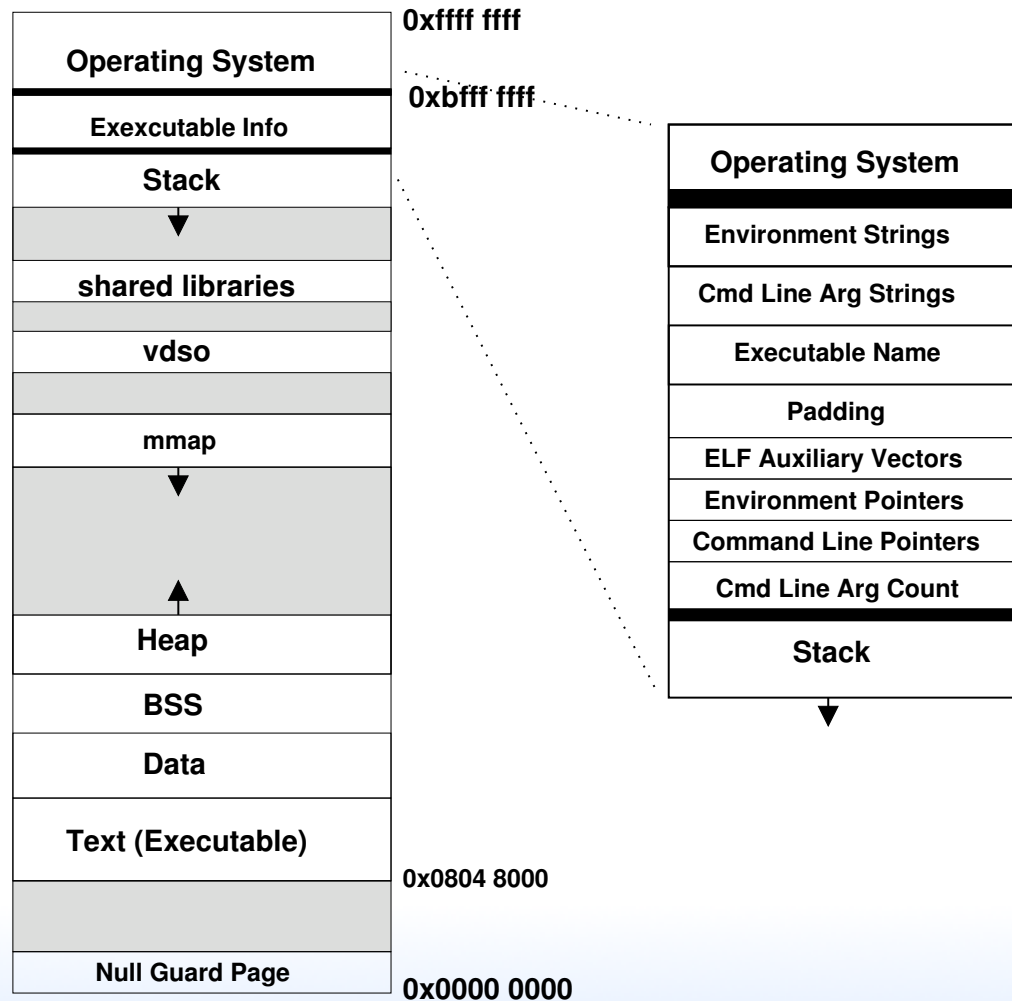 0xffff ffff
Operating System
0xbfff ffff
Exexcutable Info
Stack
shared libraries
vdso
mmap
Heap
BSS
Data
Text (Executable)
0x0804 8000
Null Guard Page
0x0000 0000
Operating System
Environment Strings
Cmd Line Arg Strings
Executable Name
Padding
ELF Auxiliary Vectors
Environment Pointers
Command Line Pointers
Cmd Line Arg Count
Stack